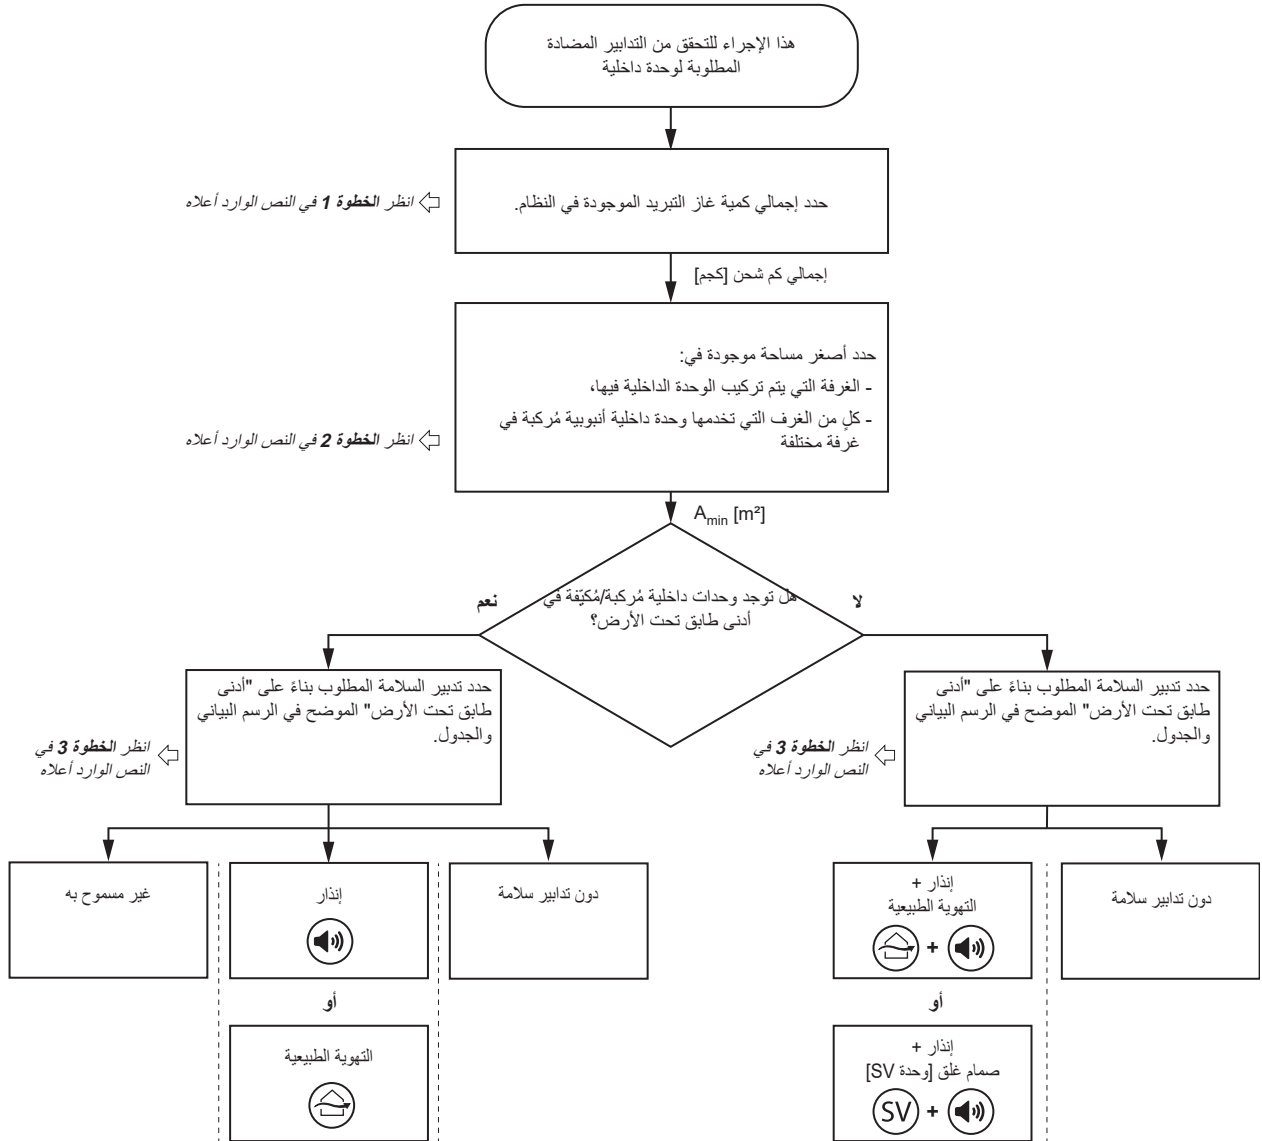 هذا الإجراء للتحقق من التدابير المضادة
المطلوبة لوحدة داخلية
حدد إجمالي كمية غاز التبريد الموجودة في النظام.
انظر الخطوة 1 في النص الوارد أعلاه
إجمالي كم شحن [كجم]
حدد أصغر مساحة موجودة في:
- الغرفة التي يتم تركيب الوحدة الداخلية فيها،
- كلٍ من الغرف التي تخدمها وحدة داخلية أنبوبية مُركبة في
غرفة مختلفة
انظر الخطوة 2 في النص الوارد أعلاه
Amin [m²]
هل توجد وحدات داخلية مُركبة/مُكيّفة في
أدنى طابق تحت الأرض؟
لا
نعم
حدد تدبير السلامة المطلوب بناءً على "أدنى
طابق تحت الأرض" الموضح في الرسم البياني
والجدول.
انظر الخطوة 3 في
النص الوارد أعلاه
حدد تدبير السلامة المطلوب بناءً على "أدنى
طابق تحت الأرض" الموضح في الرسم البياني
والجدول.
انظر الخطوة 3 في
النص الوارد أعلاه
دون تدابير سلامة
إنذار +
التهوية الطبيعية
+
أو
إنذار +
صمام غلق [وحدة SV]
SV +
دون تدابير سلامة
إنذار
أو
التهوية الطبيعية
غير مسموح به